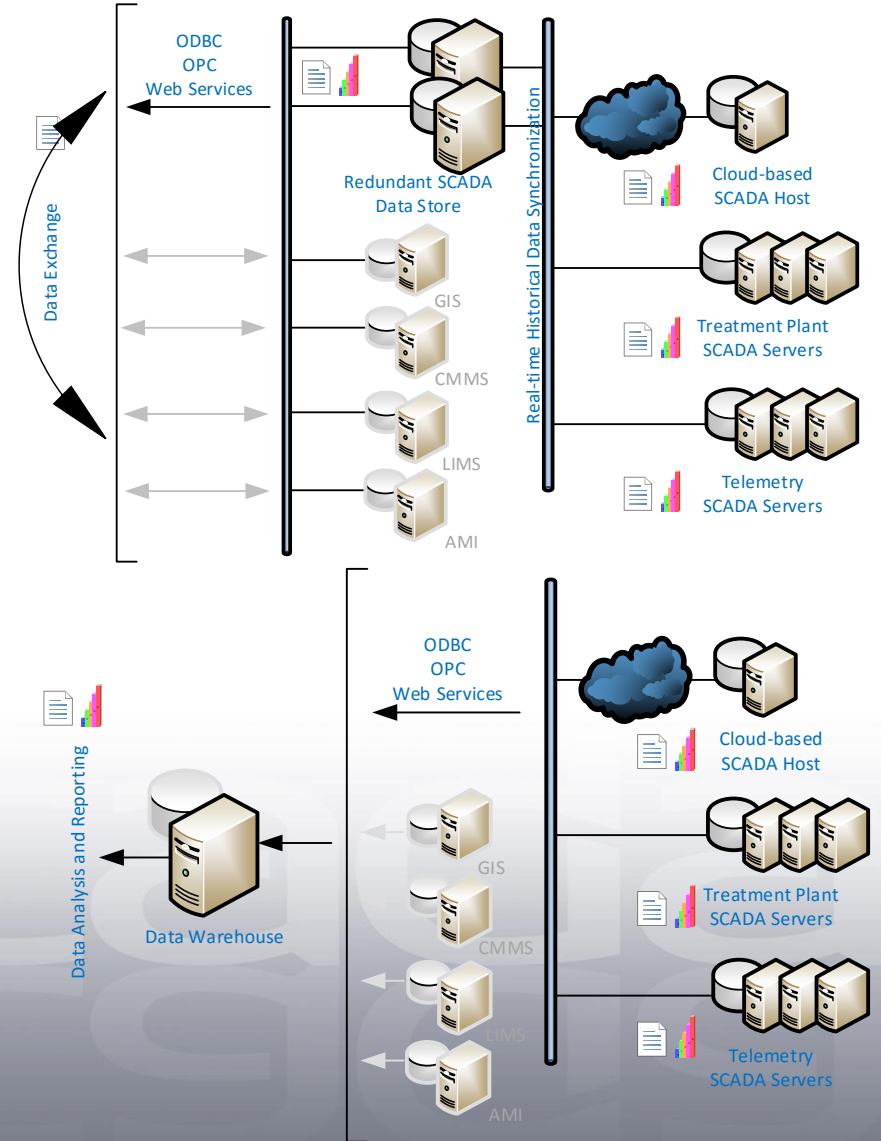 ODBC
OPC
Web Services
Data Exchange
Redundant SCADA
Data Store
GIS
CMMS
LIMS
AMI
Real-time Historical Data Synchronization
Cloud-based
SCADA Host
Treatment Plant
SCADA Servers
Telemetry
SCADA Servers
ODBC
OPC
Web Services
Data Analysis and Reporting
Data Warehouse
GIS
CMMS
LIMS
AMI
Cloud-based
SCADA Host
Treatment Plant
SCADA Servers
Telemetry
SCADA Servers